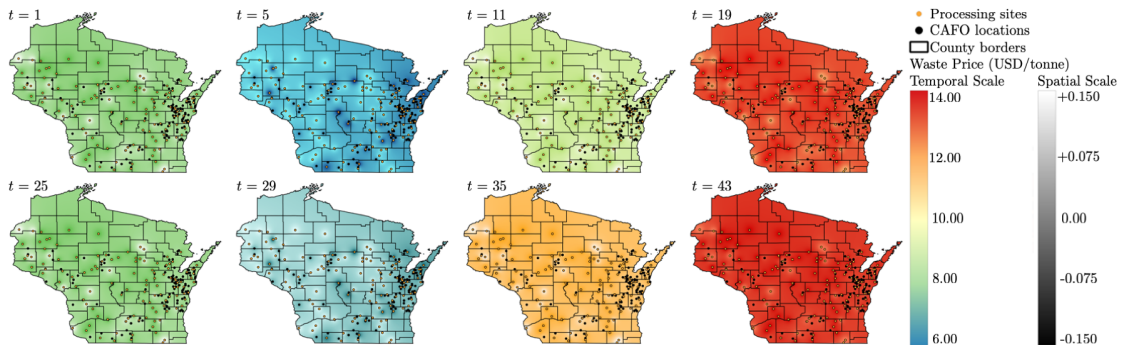 t = 1
t = 5
t = 11
t = 19
t = 25
t = 29
t = 35
t = 43
Processing sites
CAFO locations
County borders
Waste Price (USD/tonne)
Temporal Scale
14.00
12.00
10.00
8.00
6.00
Spatial Scale
+0.150
+0.075
0.00
-0.075
-0.150